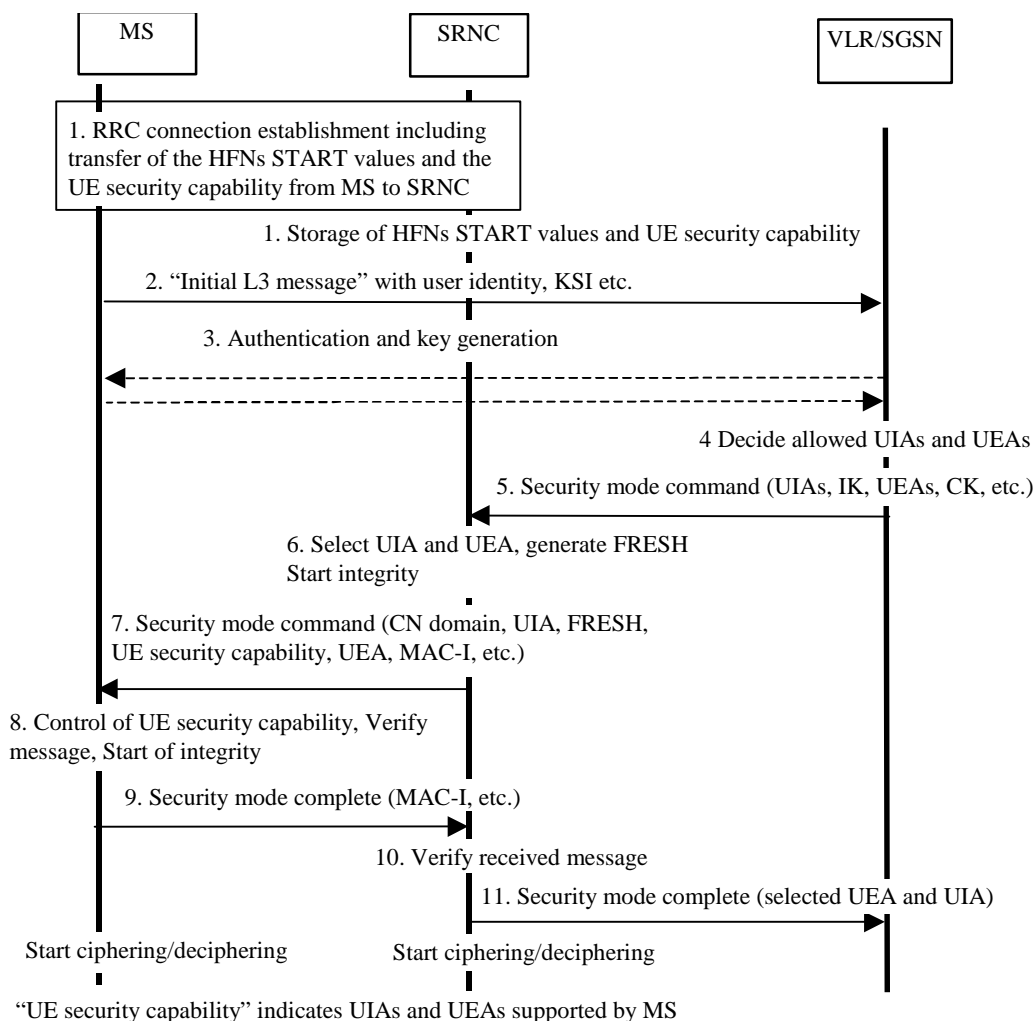 MS
SRNC
VLR/SGSN
1. RRC connection establishment including
transfer of the HFNs START values and the
UE security capability from MS to SRNC
1. Storage of HFNs START values and UE security capability
2. “Initial L3 message” with user identity, KSI etc.
3. Authentication and key generation
4 Decide allowed UIAs and UEAs
5. Security mode command (UIAs, IK, UEAs, CK, etc.)
6. Select UIA and UEA, generate FRESH
Start integrity
7. Security mode command (CN domain, UIA, FRESH,
UE security capability, UEA, MAC-I, etc.)
8. Control of UE security capability, Verify
message, Start of integrity
9. Security mode complete (MAC-I, etc.)
10. Verify received message
11. Security mode complete (selected UEA and UIA)
Start ciphering/deciphering
Start ciphering/deciphering
“UE security capability” indicates UIAs and UEAs supported by MS